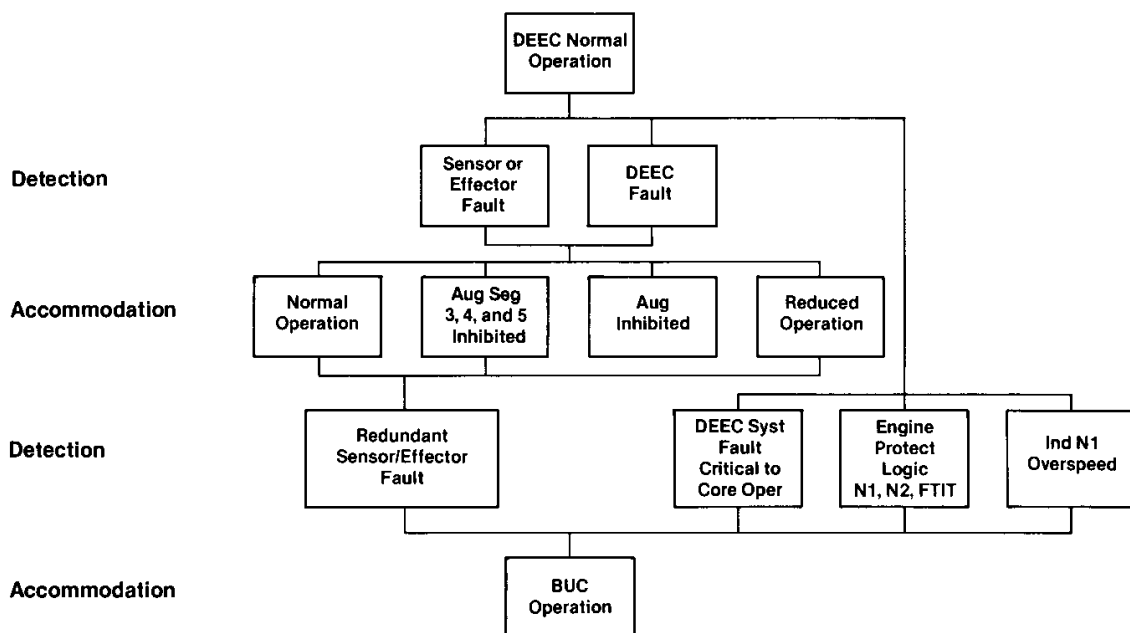 DEEC Normal
Operation
Detection
Sensor or
Effector
Fault
DEEC
Fault
Accommodation
Normal
Operation
Aug Seg
3, 4, and 5
Inhibited
Aug
Inhibited
Reduced
Operation
Detection
Redundant
Sensor/Effector
Fault
DEEC Syst
Fault
Critical to
Core Oper
Engine
Protect
Logic
N1, N2, FTIT
Ind N1
Overspeed
Accommodation
BUC
Operation